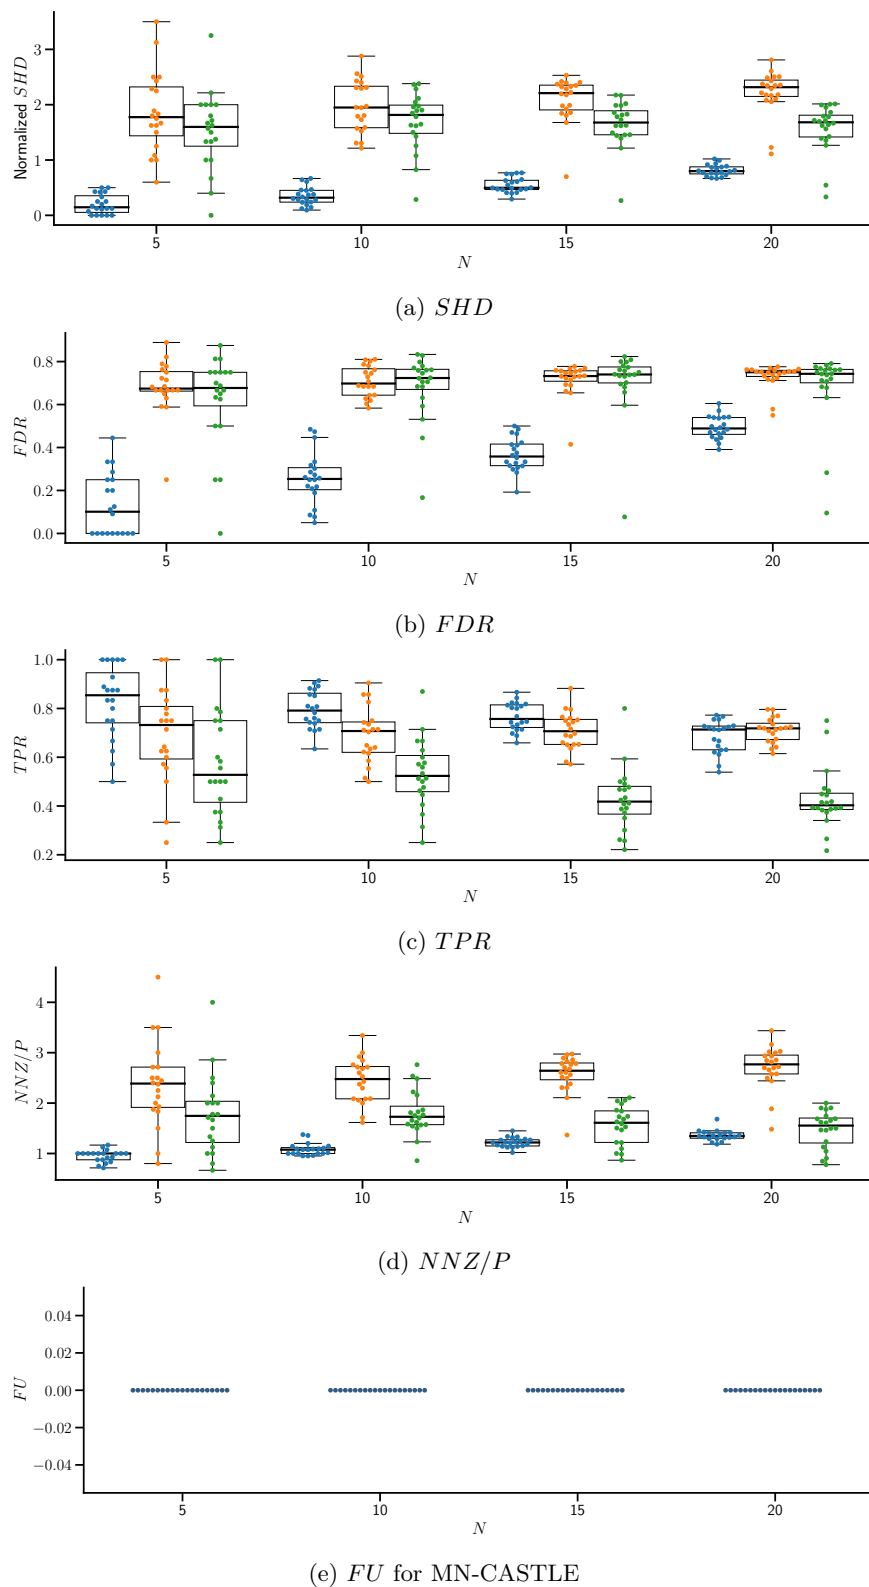 3
2
1
0
Normalized SHD
5 10 15 20
N
(a) SHD
0.8
0.6
0.4
0.2
0.0
FDR
5 10 15 20
N
(b) FDR
1.0
0.8
0.6
0.4
0.2
TPR
5 10 15 20
N
(c) TPR
4
3
2
1
NNZ/P
5 10 15 20
N
(d) NNZ/P
0.04
0.02
0.00
−0.02
−0.04
FU
5 10 15 20
N
(e) FU for MN-CASTLE